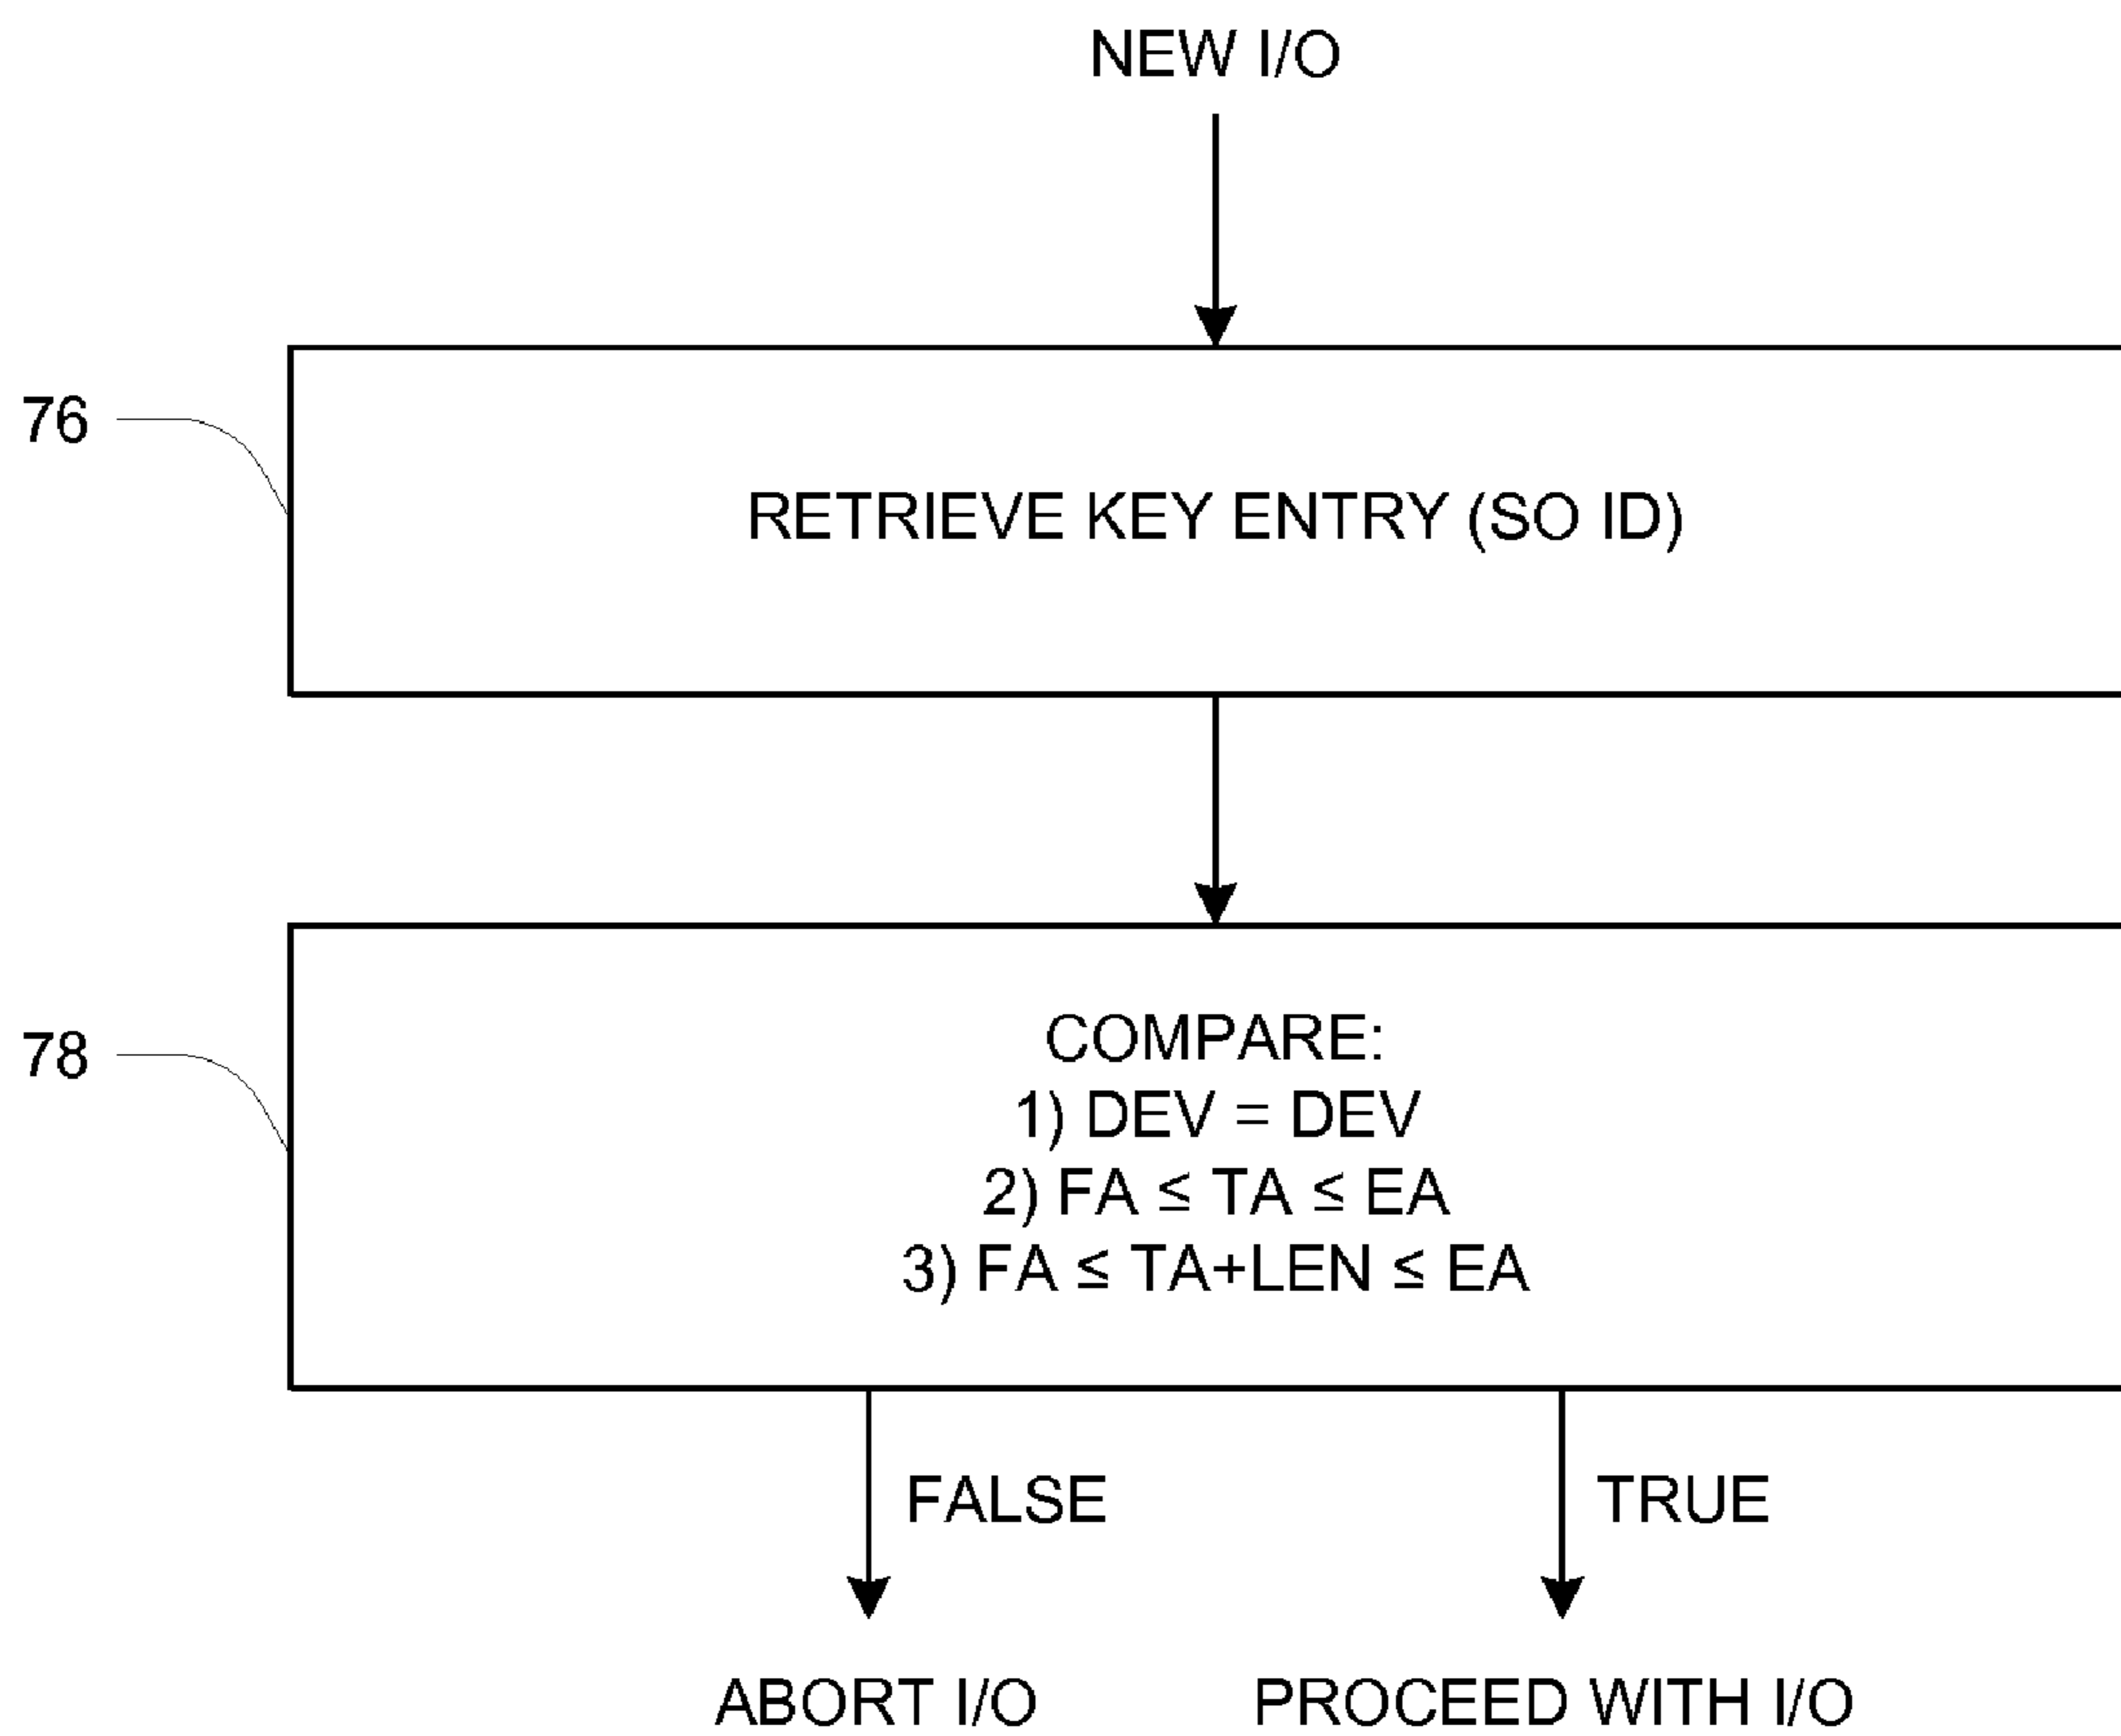 NEW I/O
76
RETRIEVE KEY ENTRY (SO ID)
78
COMPARE:
1) DEV = DEV
2) FA ≤ TA ≤ EA
3) FA ≤ TA+LEN ≤ EA
FALSE
TRUE
ABORT I/O
PROCEED WITH I/O